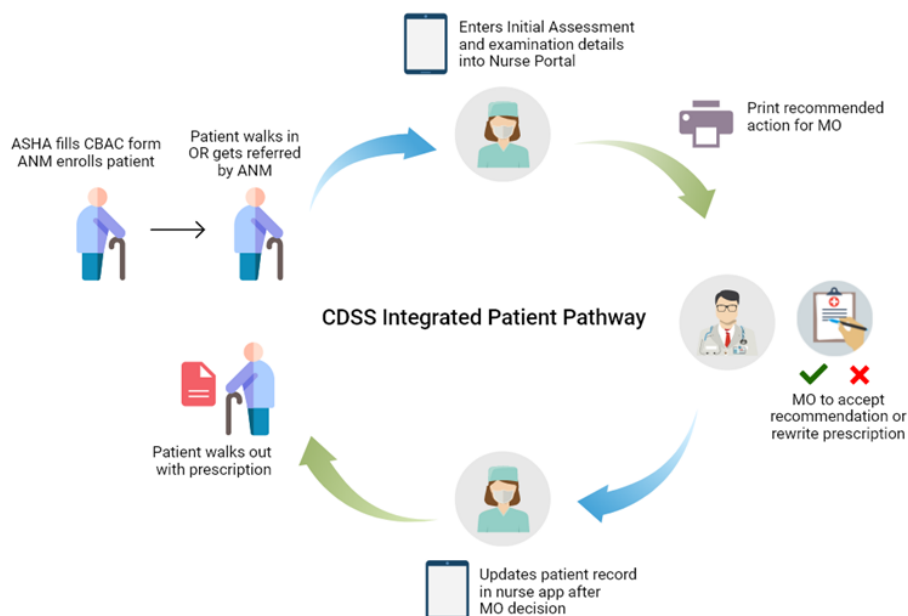 Enters Initial Assessment
and examination details
into Nurse Portal
Print recommended
action for MO
ASHA fills CBAC form
ANM enrolls patient
Patient walks in
OR gets referred
by ANM
CDSS Integrated Patient Pathway
MO to accept
recommendation or
rewrite prescription
Patient walks out
with prescription
Updates patient record
in nurse app after
MO decision